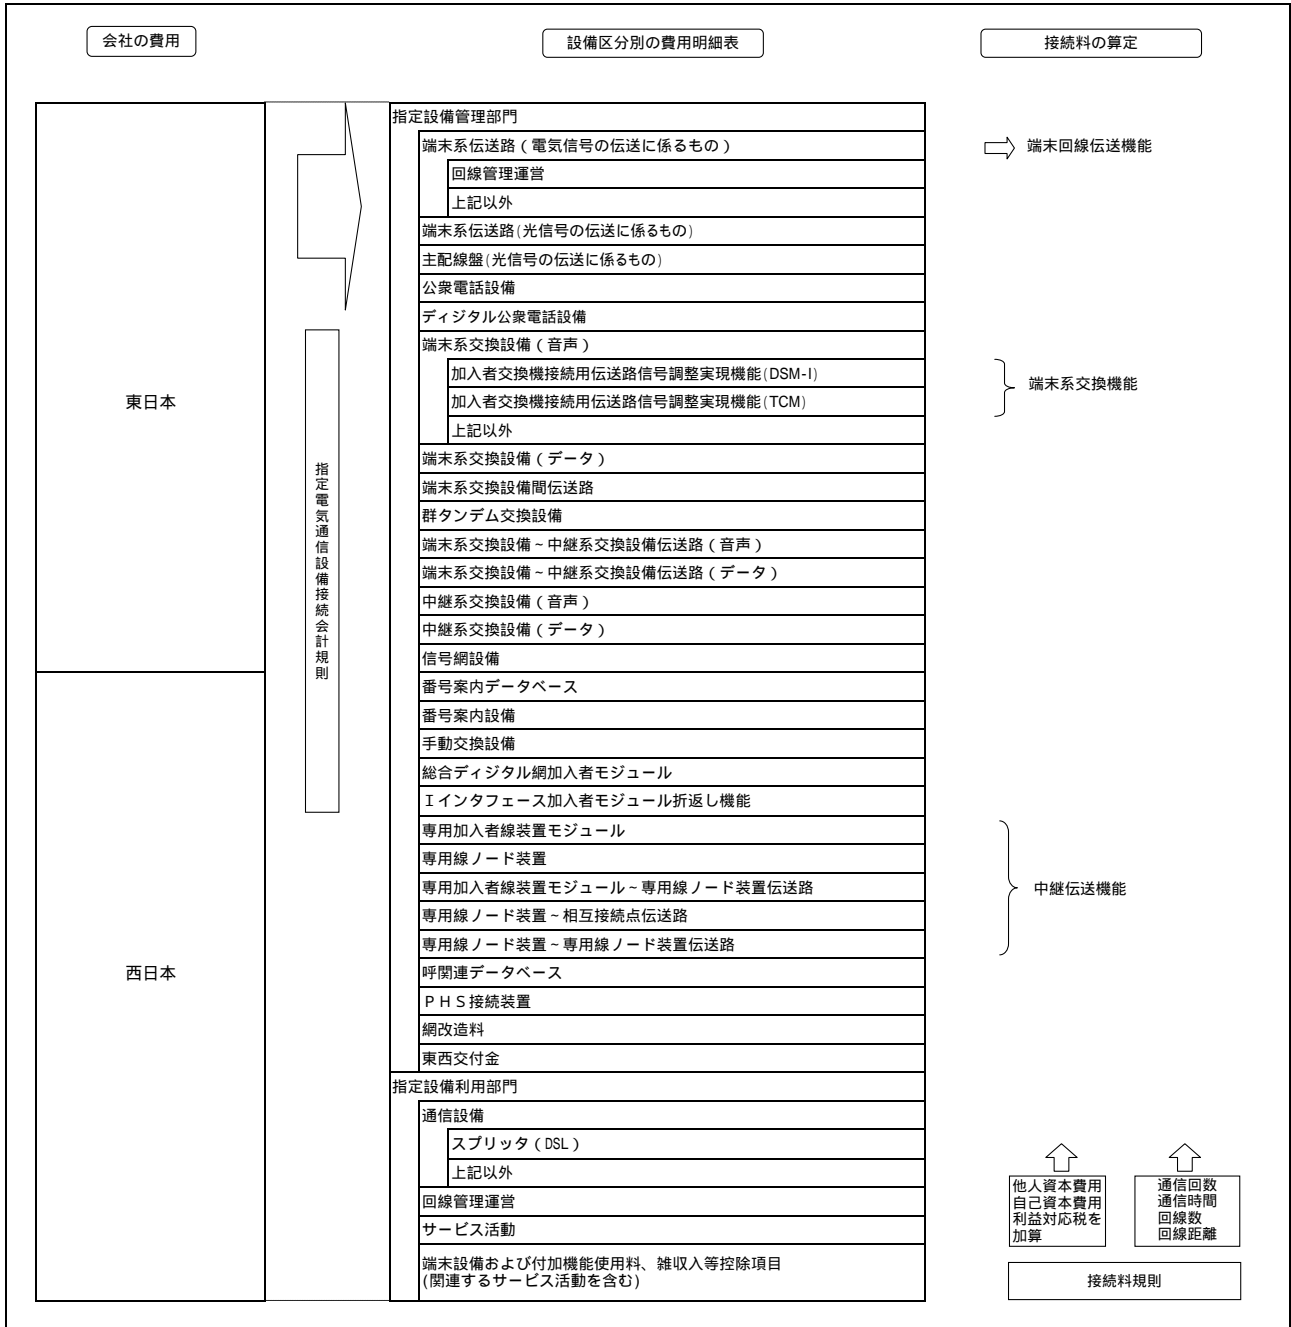 会社の費用
設備区分別の費用明細表
接続料の算定
東日本
西日本
指定電気通信設備接続会計規則
指定設備管理部門
端末系伝送路(電気信号の伝送に係るもの)
回線管理運営
上記以外
端末系伝送路(光信号の伝送に係るもの)
主配線盤(光信号の伝送に係るもの)
公衆電話設備
ディジタル公衆電話設備
端末系交換設備(音声)
加入者交換機接続用伝送路信号調整実現機能(DSM-I)
加入者交換機接続用伝送路信号調整実現機能(TCM)
上記以外
端末系交換設備(データ)
端末系交換設備間伝送路
群タンデム交換設備
端末系交換設備~中継系交換設備伝送路(音声)
端末系交換設備~中継系交換設備伝送路(データ)
中継系交換設備(音声)
中継系交換設備(データ)
信号網設備
番号案内データベース
番号案内設備
手動交換設備
総合ディジタル網加入者モジュール
Iインタフェース加入者モジュール折返し機能
専用加入者線装置モジュール
専用線ノード装置
専用加入者線装置モジュール~専用線ノード装置伝送路
専用線ノード装置~相互接続点伝送路
専用線ノード装置~専用線ノード装置伝送路
呼関連データベース
PHS接続装置
網改造料
東西交付金
指定設備利用部門
通信設備
スプリッタ(DSL)
上記以外
回線管理運営
サービス活動
端末設備および付加機能使用料、雑収入等控除項目
(関連するサービス活動を含む)
端末回線伝送機能
端末系交換機能
中継伝送機能
他人資本費用
自己資本費用
利益対応税を
加算
通信回数
通信時間
回線数
回線距離
接続料規則